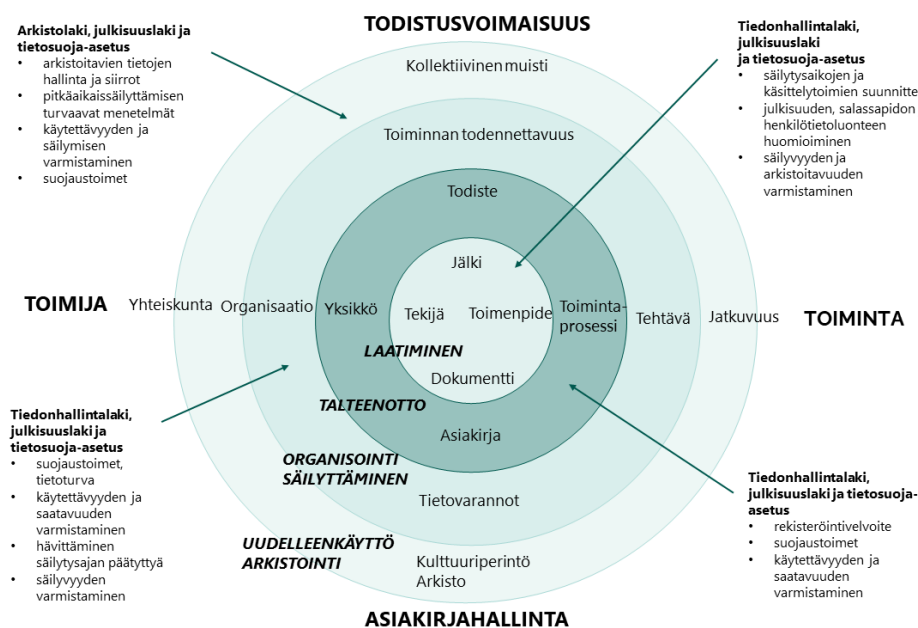 TODISTUSVOIMAISUUS
Arkistolaki, julkisuuslaki ja
tietosuoja-asetus
• arkistoitavien tietojen
hallinta ja siirrot
• pitkäaikaissäilyttämisen
turvaavat menetelmät
• käytettävyyden ja
säilymisen
varmistaminen
• suojaustoimet
Tiedonhallintalaki,
julkisuuslaki
ja tietosuoja-asetus
• säilytysaikojen ja
käsittelytoimien suunnitte
• julkisuuden, salassapidon
henkilötietoluonteen
huomioiminen
• säilyvyyden ja
arkistoitavuuden
varmistaminen
Kollektiivinen muisti
Toiminnan todennettavuus
Todiste
Jälki
TOIMIJA
Yhteiskunta
Organisaatio
Yksikkö
Tekijä
Toimenpide
Toiminta-
prosessi
Tehtävä
Jatkuvuus
TOIMINTA
LAATIMINEN
Dokumentti
TALTEENOTTO
Asiakirja
ORGANISOINTI
SÄILYTTÄMINEN
Tietovarannot
UUDELLEENKÄYTTÖ
ARKISTOINTI
Kulttuuriperintö
Arkisto
Tiedonhallintalaki,
julkisuuslaki ja
tietosuoja-asetus
• suojaustoimet,
tietoturva
• käytettävyyden ja
saatavuuden
varmistaminen
• hävittäminen
säilytysajan päätyttyä
• säilyvyyden
varmistaminen
Tiedonhallintalaki,
julkisuuslaki ja tietosuoja-
asetus
• rekisteröintivelvoite
• suojaustoimet
• käytettävyyden ja
saatavuuden
varmistaminen
ASIAKIRJAHALLINTA